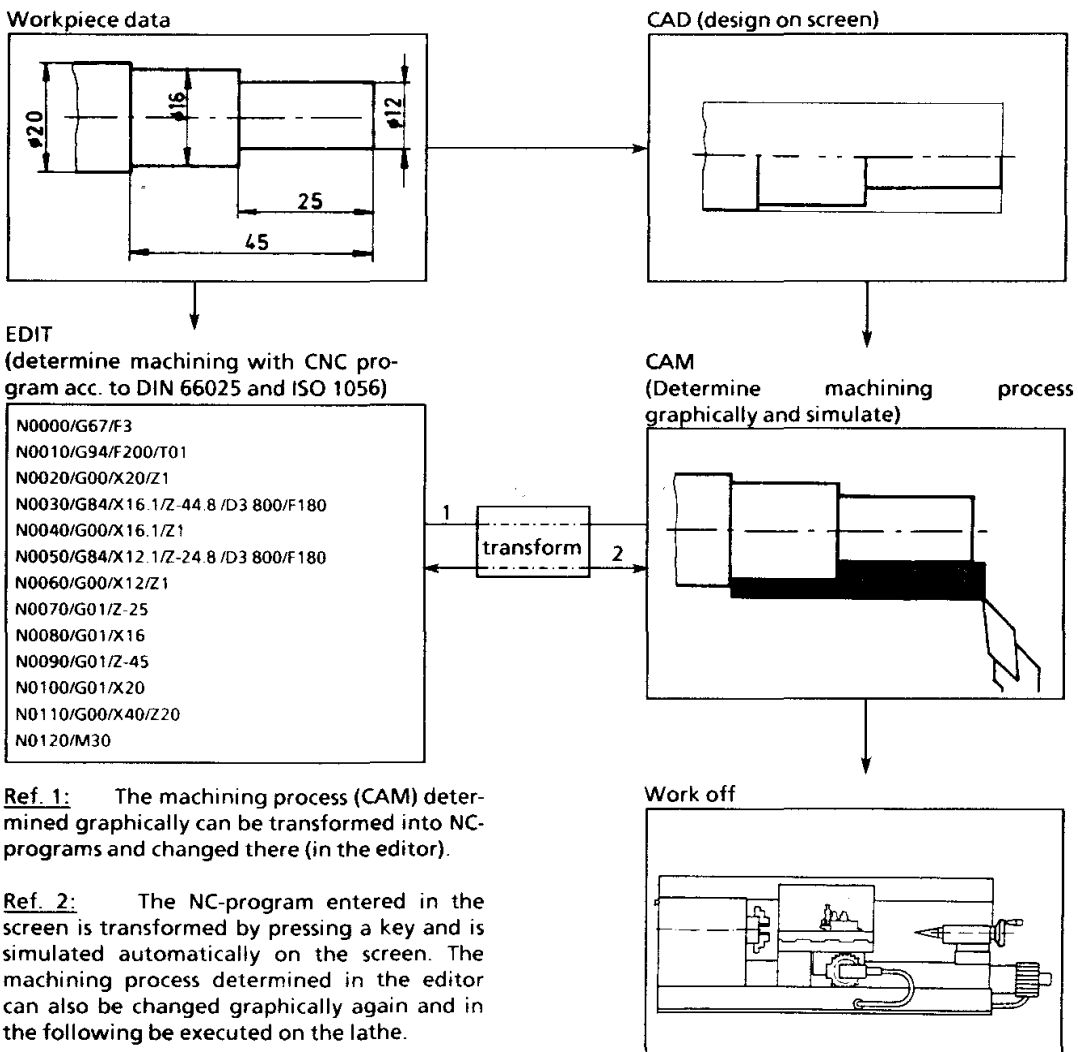 Workpiece data
ø20
ø16
ø12
25
45
CAD (design on screen)
EDIT
(determine machining with CNC pro-
gram acc. to DIN 66025 and ISO 1056)
N0000/G67/F3
N0010/G94/F200/T01
N0020/G00/X20/Z1
N0030/G84/X16.1/Z-44.8 /D3 800/F180
N0040/G00/X16.1/Z1
N0050/G84/X12.1/Z-24.8 /D3 800/F180
N0060/G00/X12/Z1
N0070/G01/Z-25
N0080/G01/X16
N0090/G01/Z-45
N0100/G01/X20
N0110/G00/X40/Z20
N0120/M30
1
transform
2
CAM
(Determine machining process
graphically and simulate)
Ref. 1: The machining process (CAM) deter-
mined graphically can be transformed into NC-
programs and changed there (in the editor).
Ref. 2: The NC-program entered in the
screen is transformed by pressing a key and is
simulated automatically on the screen. The
machining process determined in the editor
can also be changed graphically again and in
the following be executed on the lathe.
Work off